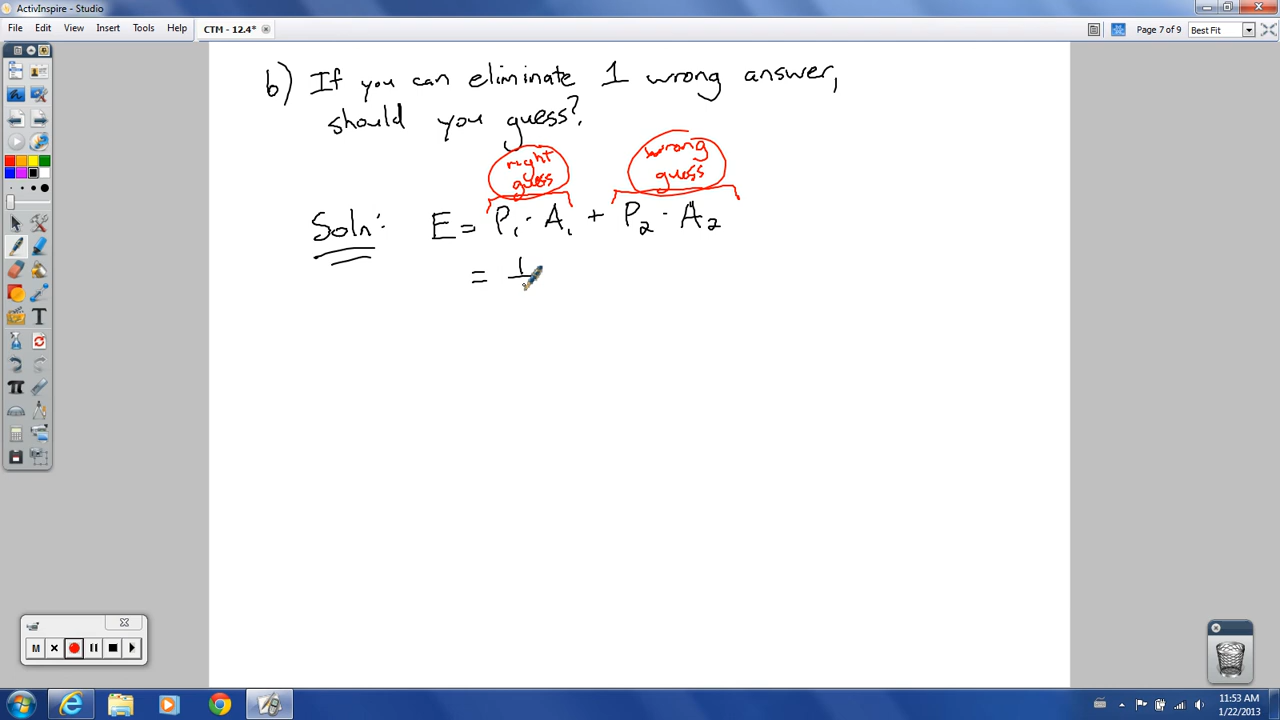 ActivInspire - Studio
File Edit View Insert Tools Help
CTM - 12.4*
Page 7 of 9
Best Fit
b) If you can eliminate 1 wrong answer,
should you guess?
right
guess
wrong
guess
Soln: E = P₁ · A₁ + P₂ · A₂
= 1
M
11:53 AM
1/22/2013